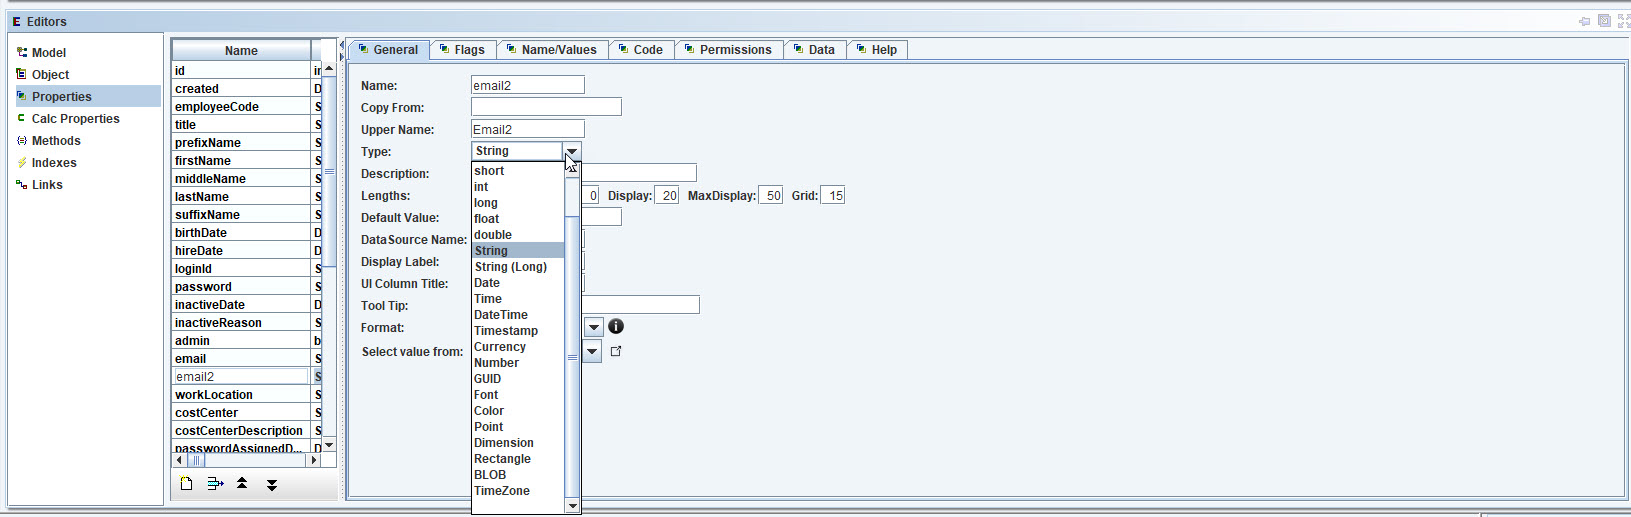 E Editors
Model
Object
Properties
Calc Properties
Methods
Indexes
Links
Name
id in
created D
employeeCode S
title S
prefixName S
firstName S
middleName S
lastName S
suffixName S
birthDate D
hireDate D
loginId S
password S
inactiveDate D
inactiveReason S
admin b
email S
email2 S
workLocation S
costCenter S
costCenterDescription S
passwordAssignedD... D
General Flags Name/Values Code Permissions Data Help
Name: email2
Copy From:
Upper Name: Email2
Type: String
Description:
Lengths: 0 Display: 20 MaxDisplay: 50 Grid: 15
Default Value:
DataSource Name:
Display Label:
UI Column Title:
Tool Tip:
Format:
Select value from:
short
int
long
float
double
String
String (Long)
Date
Time
DateTime
Timestamp
Currency
Number
GUID
Font
Color
Point
Dimension
Rectangle
BLOB
TimeZone